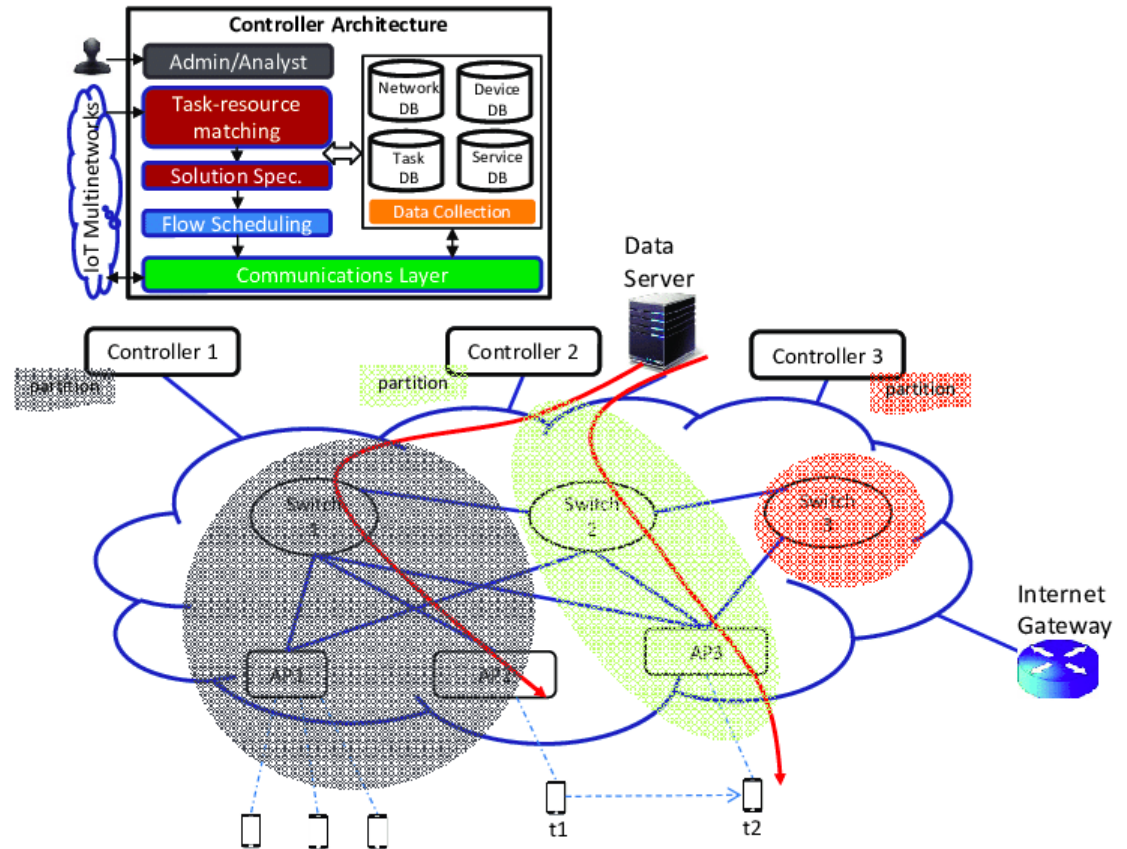 Controller Architecture
Admin/Analyst
Task-resource
matching
Solution Spec.
Flow Scheduling
Communications Layer
Network
DB
Device
DB
Task
DB
Service
DB
Data Collection
IoT Multinetworks
Data
Server
Controller 1
Controller 2
Controller 3
partition
partition
partition
Switch
1
Switch
2
Switch
3
Internet
Gateway
AP1
AP2
AP3
t1
t2